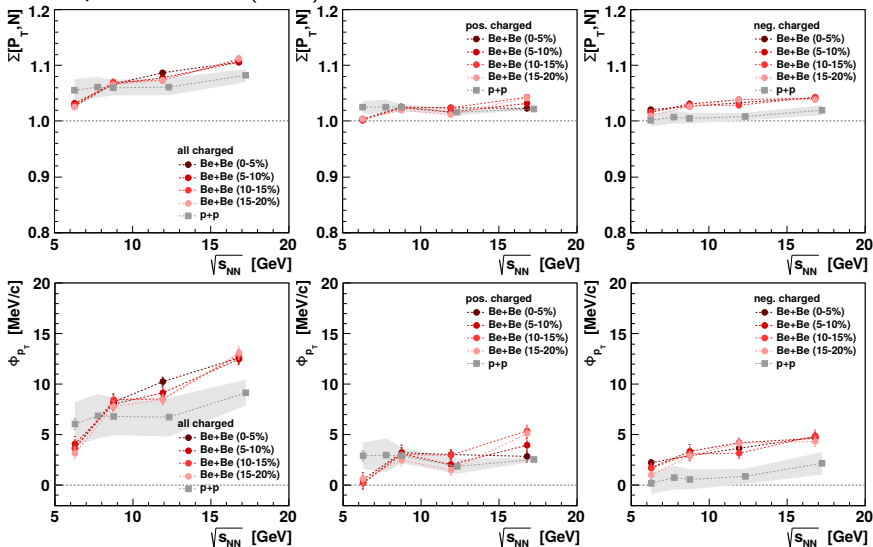 Σ[P_T,N]
1.2
1.1
1.0
0.9
0.8
all charged
Be+Be (0-5%)
Be+Be (5-10%)
Be+Be (10-15%)
Be+Be (15-20%)
p+p
5 10 15 20
√s_NN [GeV]
Σ[P_T,N]
1.2
1.1
1.0
0.9
0.8
pos. charged
Be+Be (0-5%)
Be+Be (5-10%)
Be+Be (10-15%)
Be+Be (15-20%)
p+p
5 10 15 20
√s_NN [GeV]
Σ[P_T,N]
1.2
1.1
1.0
0.9
0.8
neg. charged
Be+Be (0-5%)
Be+Be (5-10%)
Be+Be (10-15%)
Be+Be (15-20%)
p+p
5 10 15 20
√s_NN [GeV]
Φ_p_T [MeV/c]
20
15
10
5
0
all charged
Be+Be (0-5%)
Be+Be (5-10%)
Be+Be (10-15%)
Be+Be (15-20%)
p+p
5 10 15 20
√s_NN [GeV]
Φ_p_T [MeV/c]
20
15
10
5
0
pos. charged
Be+Be (0-5%)
Be+Be (5-10%)
Be+Be (10-15%)
Be+Be (15-20%)
p+p
5 10 15 20
√s_NN [GeV]
Φ_p_T [MeV/c]
20
15
10
5
0
neg. charged
Be+Be (0-5%)
Be+Be (5-10%)
Be+Be (10-15%)
Be+Be (15-20%)
p+p
5 10 15 20
√s_NN [GeV]